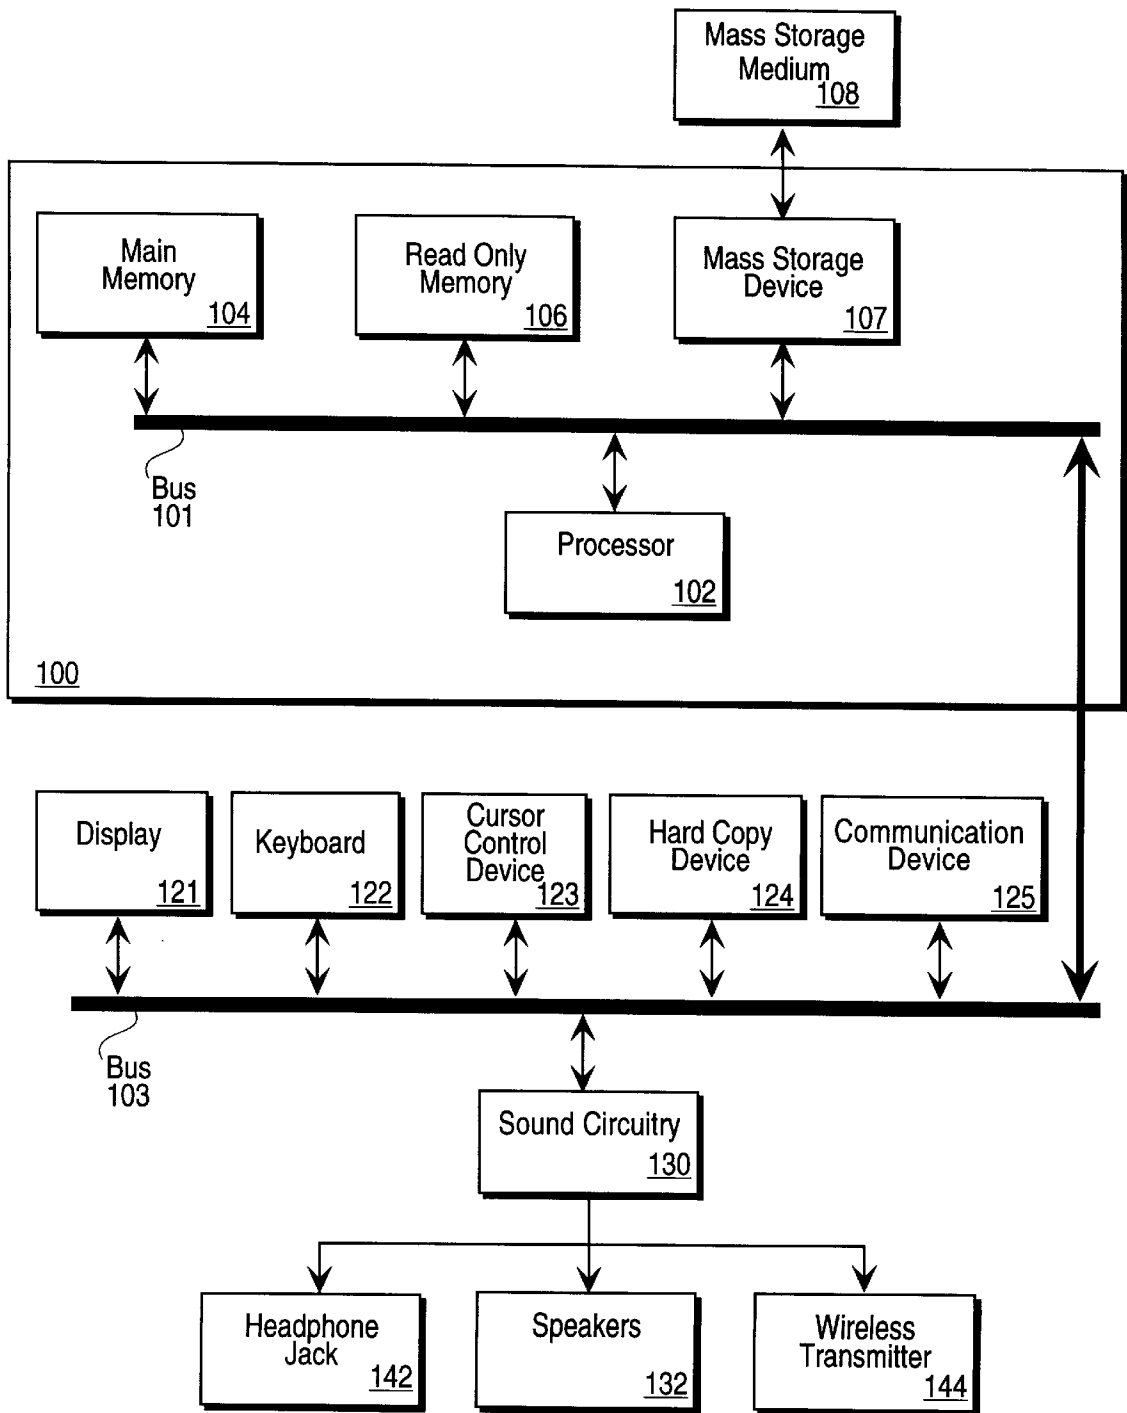 Mass Storage
Medium
108
Main
Memory
104
Read Only
Memory
106
Mass Storage
Device
107
Bus
101
Processor
102
100
Display
121
Keyboard
122
Cursor
Control
Device
123
Hard Copy
Device
124
Communication
Device
125
Bus
103
Sound Circuitry
130
Headphone
Jack
142
Speakers
132
Wireless
Transmitter
144